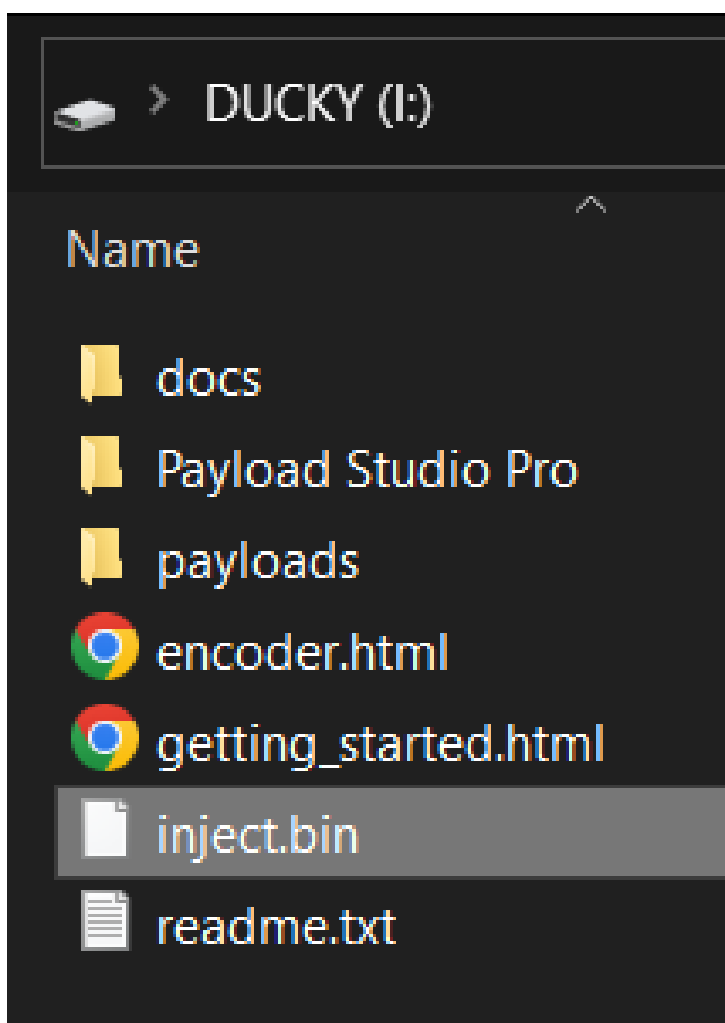 DUCKY (I:)
Name
docs
Payload Studio Pro
payloads
encoder.html
getting_started.html
inject.bin
readme.txt